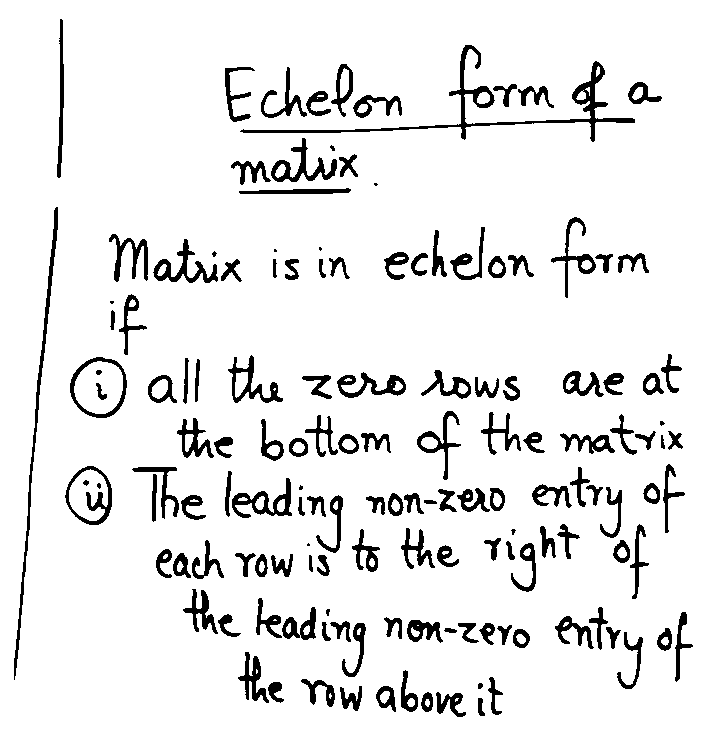 Echelon form of a
matrix.
Matrix is in echelon form
if
(i) all the zero rows are at
the bottom of the matrix
(ii) The leading non-zero entry of
each row is to the right of
the leading non-zero entry of
the row above it